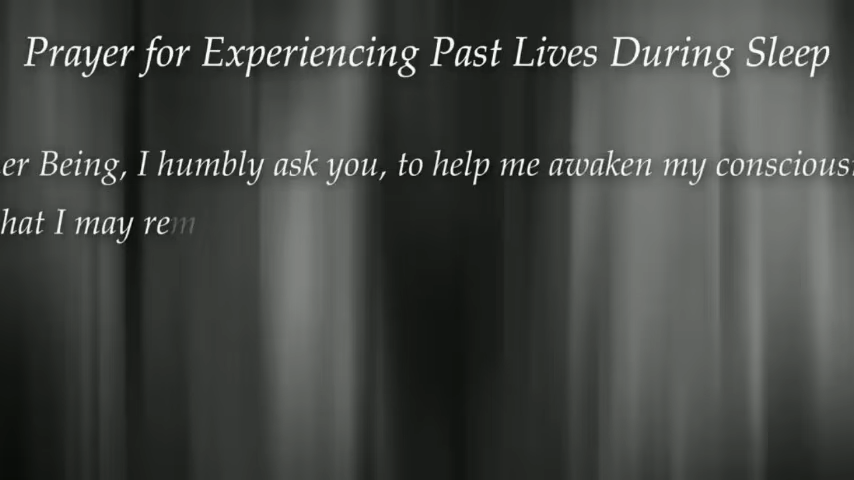 Prayer for Experiencing Past Lives During Sleep
er Being, I humbly ask you, to help me awaken my conscious
hat I may rem